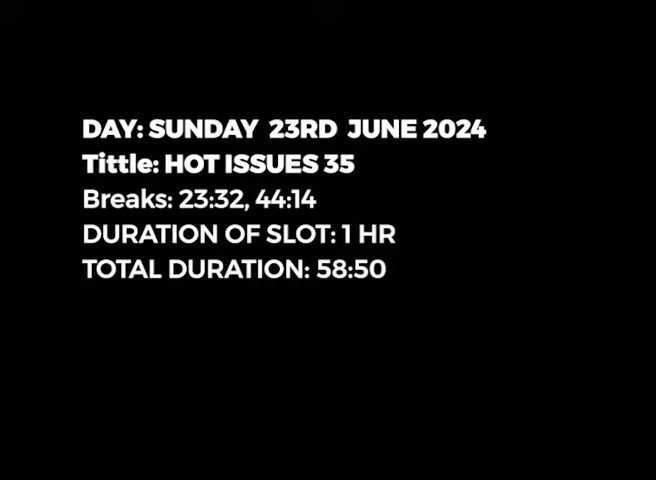 DAY: SUNDAY 23RD JUNE 2024
Tittle: HOT ISSUES 35
Breaks: 23:32, 44:14
DURATION OF SLOT: 1 HR
TOTAL DURATION: 58:50